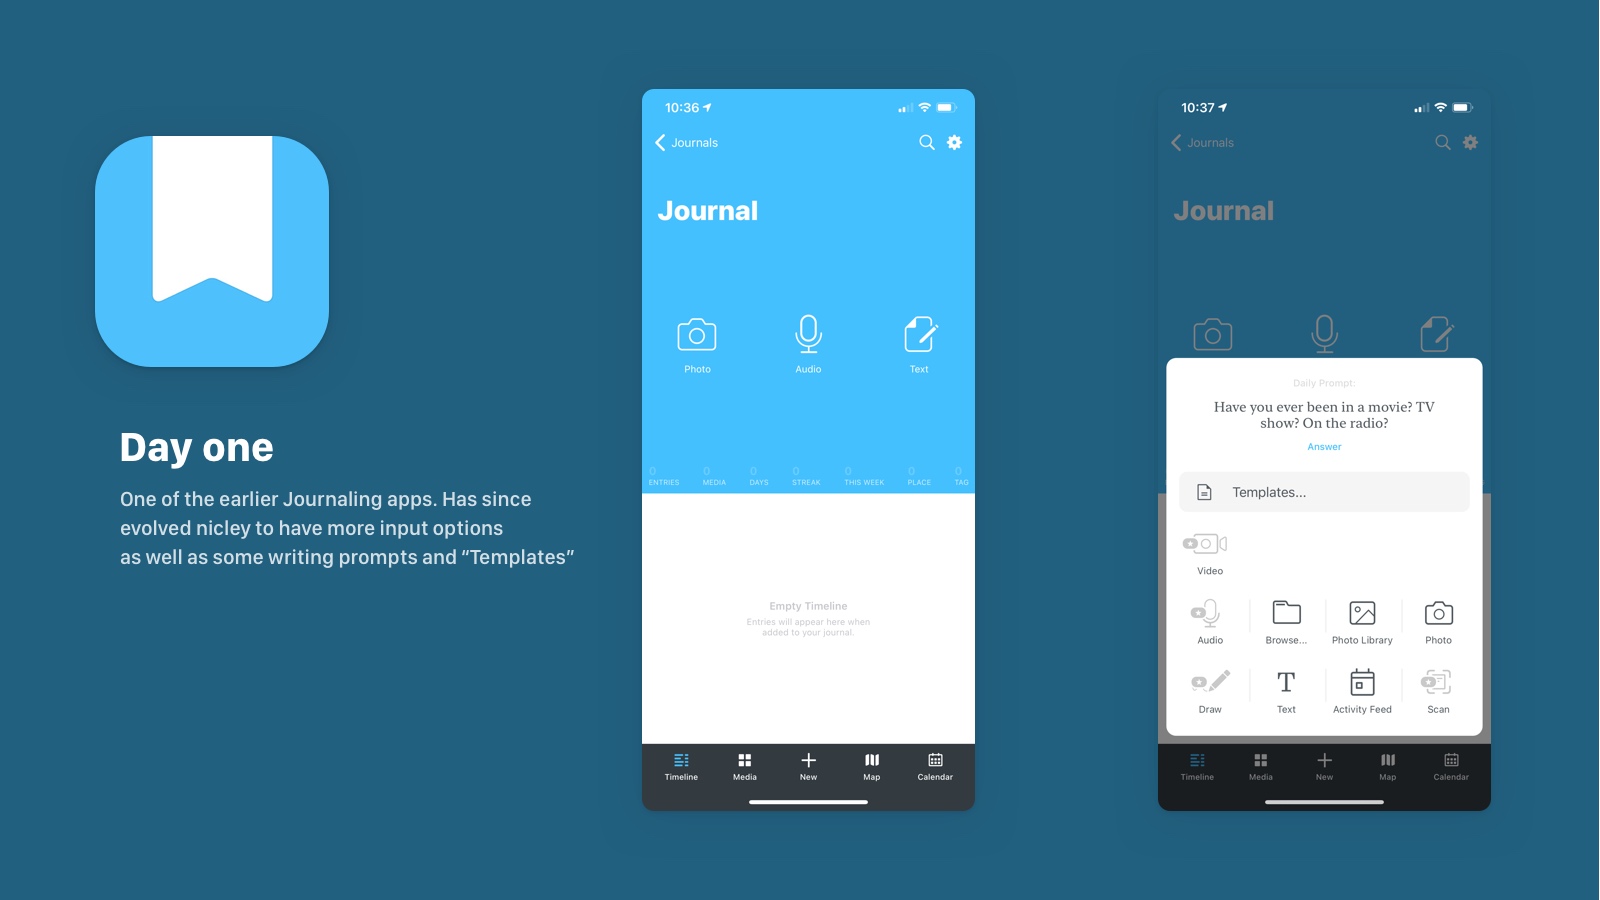 Day one
One of the earlier Journaling apps. Has since
evolved nicley to have more input options
as well as some writing prompts and “Templates”
10:36
Journals
Journal
Photo Audio Text
0 0 0 0 0 0 0
ENTRIES MEDIA DAYS STREAK THIS WEEK PLACE TAG
Empty Timeline
Entries will appear here when
added to your journal.
Timeline Media New Map Calendar
10:37
Journals
Journal
Daily Prompt:
Have you ever been in a movie? TV
show? On the radio?
Answer
Templates...
Video
Audio Browse... Photo Library Photo
Draw Text Activity Feed Scan
Timeline Media New Map Calendar